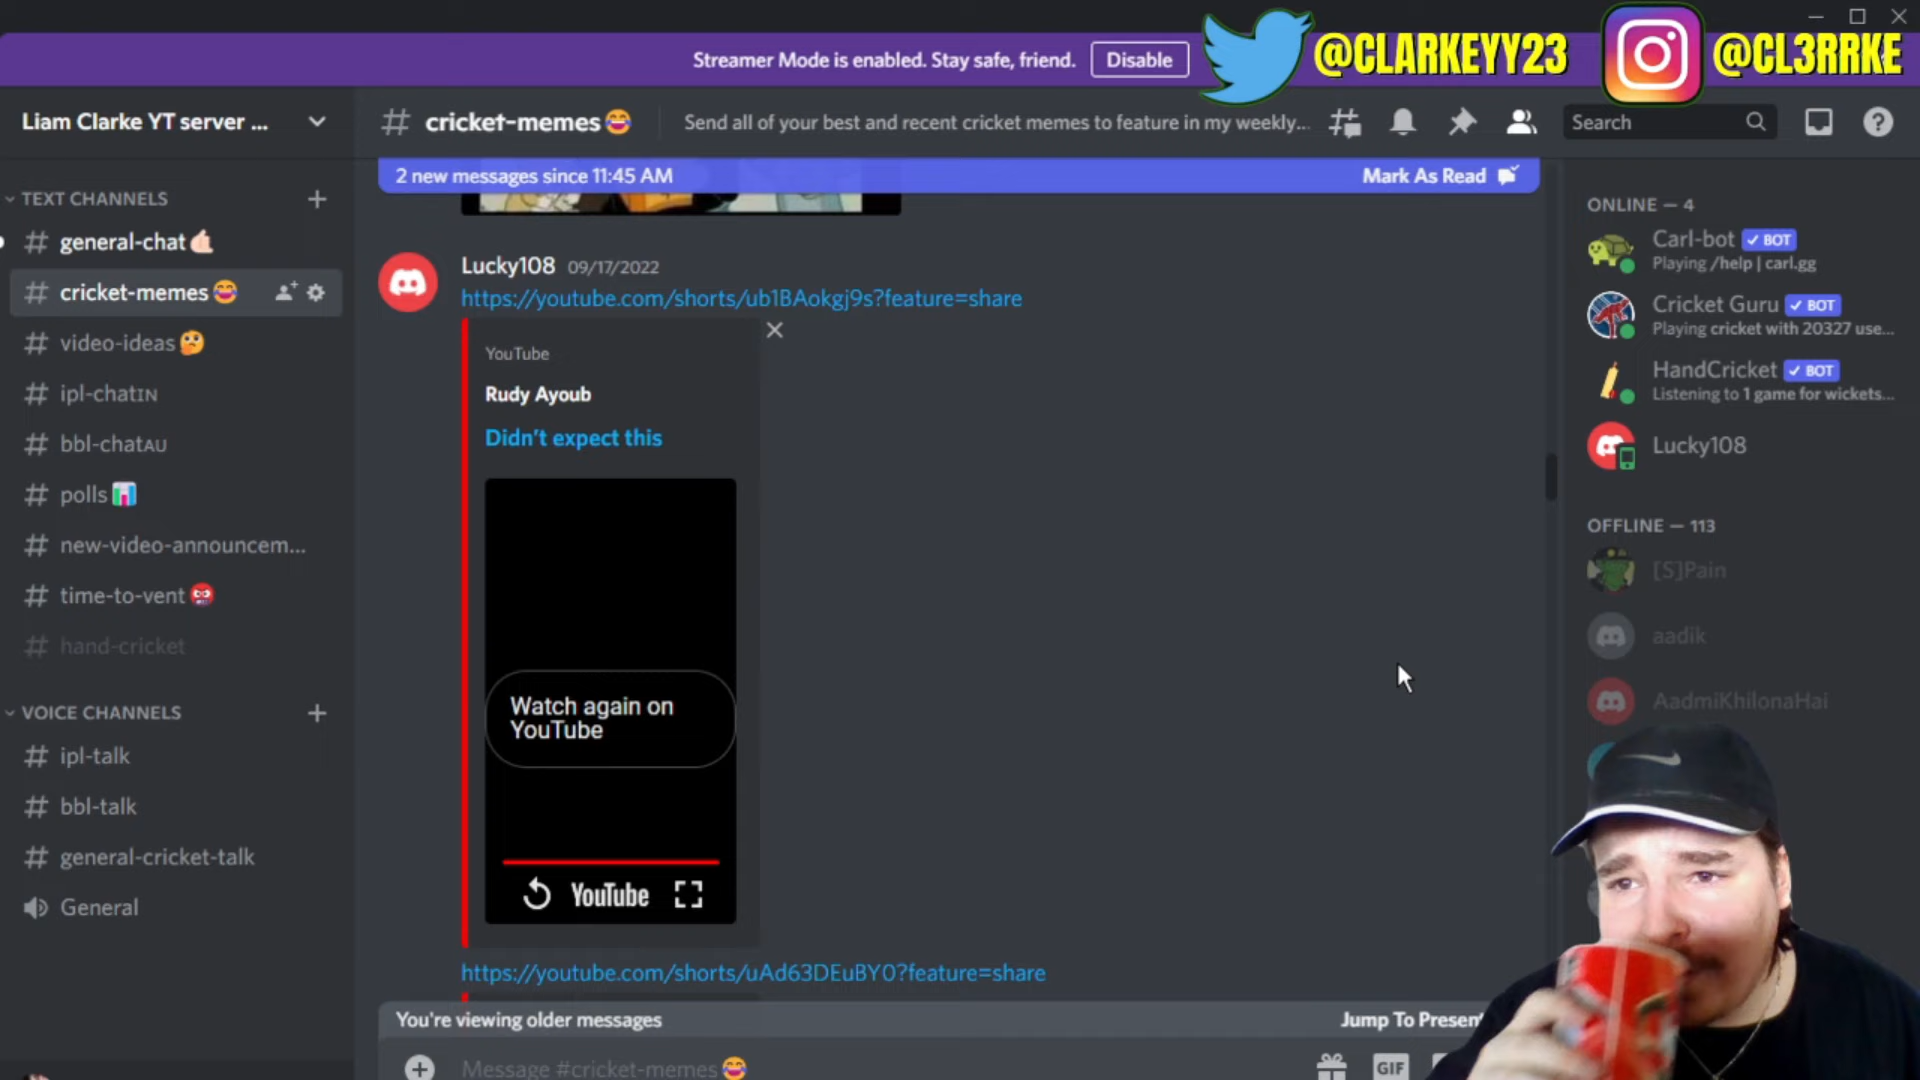 Streamer Mode is enabled. Stay safe, friend.
Disable
@CLARKEYY23
@CL3RRKE
Liam Clarke YT server ...
cricket-memes😂
Send all of your best and recent cricket memes to feature in my weekly...
Search
2 new messages since 11:45 AM
Mark As Read
TEXT CHANNELS
general-chat🤙🏻
cricket-memes😂
video-ideas🤔
ipl-chatIN
bbl-chatAU
polls📊
new-video-announcem...
time-to-vent👹
hand-cricket
VOICE CHANNELS
ipl-talk
bbl-talk
general-cricket-talk
General
Lucky108 09/17/2022
https://youtube.com/shorts/ub1BAokgj9s?feature=share
YouTube
Rudy Ayoub
Didn't expect this
Watch again on
YouTube
YouTube
https://youtube.com/shorts/uAd63DEuBY0?feature=share
You're viewing older messages
Jump To Present
Message #cricket-memes😂
GIF
ONLINE — 4
Carl-bot ✓ BOT
Playing /help | carl.gg
Cricket Guru ✓ BOT
Playing cricket with 20327 use...
HandCricket ✓ BOT
Listening to 1 game for wickets...
Lucky108
OFFLINE — 113
[S]Pain
aadik
AadmiKhilonaHai